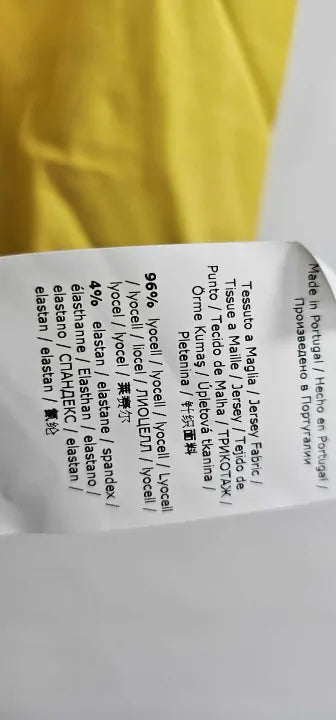 Made in Portugal / Hecho en Portugal /
Произведено в Португалии
Tessuto a Maglia / Jersey Fabric /
Tissue a Maille / Jersey / Tejido de
Punto / Tecido de Malha / ТРИКОТАЖ /
Örme Kumaş / Úpletová tkanina /
Pletenina / 针织面料
96% lyocell / lyocell / lyocell / Lyocell
/ lyocell / liocel / ЛИОЦЕЛЛ / lyocell /
lyocel / lyocel / 莱赛尔
4% elastan / elastane / spandex /
élasthanne / Elasthan / elastano /
elastano / СПАНДЕКС / elastan /
elastan / elastan / 氨纶